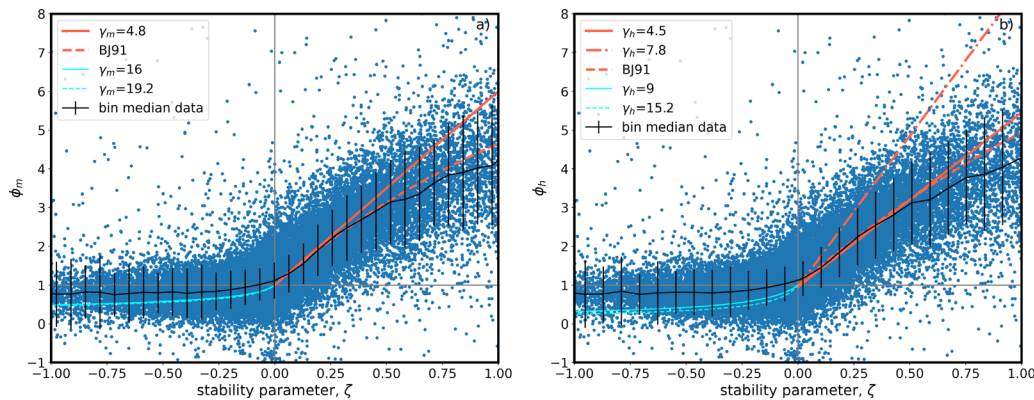 a)
γₘ=4.8
BJ91
γₘ=16
γₘ=19.2
bin median data
8
7
6
5
4
3
2
1
0
−1
ϕₘ
−1.00 −0.75 −0.50 −0.25 0.00 0.25 0.50 0.75 1.00
stability parameter, ζ
b)
γₕ=4.5
γₕ=7.8
BJ91
γₕ=9
γₕ=15.2
bin median data
8
7
6
5
4
3
2
1
0
−1
ϕₕ
−1.00 −0.75 −0.50 −0.25 0.00 0.25 0.50 0.75 1.00
stability parameter, ζ